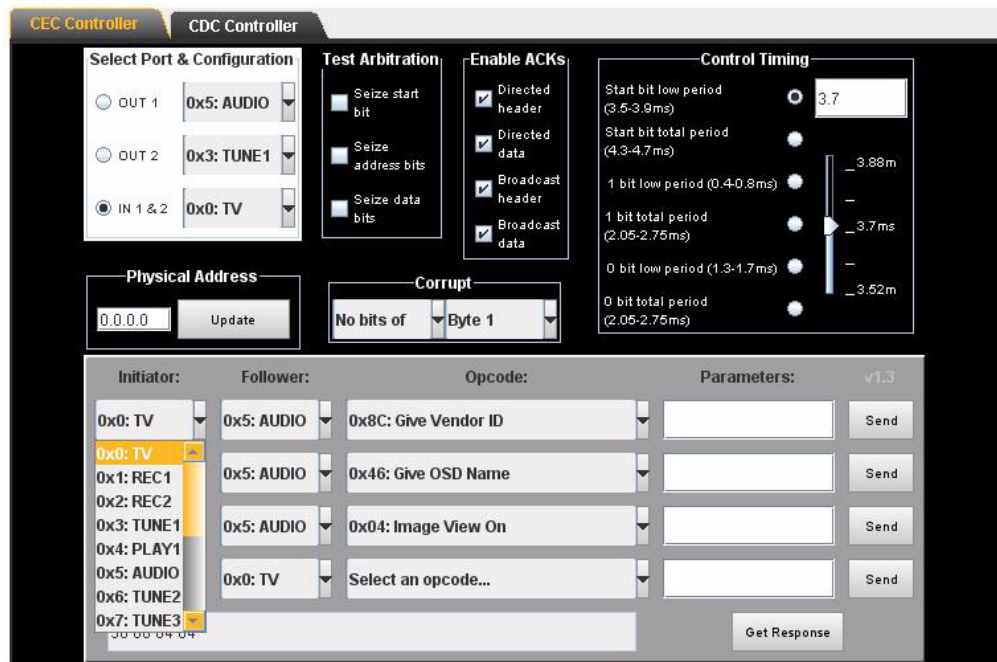 CEC Controller
CDC Controller
Select Port & Configuration
OUT 1
0x5: AUDIO
OUT 2
0x3: TUNE1
IN 1 & 2
0x0: TV
Test Arbitration
Seize start
bit
Seize
address bits
Seize data
bits
Enable ACKs
Directed
header
Directed
data
Broadcast
header
Broadcast
data
Control Timing
Start bit low period
(3.5-3.9ms)
3.7
Start bit total period
(4.3-4.7ms)
1 bit low period (0.4-0.8ms)
1 bit total period
(2.05-2.75ms)
0 bit low period (1.3-1.7ms)
0 bit total period
(2.05-2.75ms)
3.88m
3.7ms
3.52m
Physical Address
0.0.0.0
Update
Corrupt
No bits of
Byte 1
Initiator:
Follower:
Opcode:
Parameters:
v1.3
0x0: TV
0x5: AUDIO
0x8C: Give Vendor ID
Send
0x5: AUDIO
0x46: Give OSD Name
Send
0x5: AUDIO
0x04: Image View On
Send
0x0: TV
Select an opcode...
Send
0x0: TV
0x1: REC1
0x2: REC2
0x3: TUNE1
0x4: PLAY1
0x5: AUDIO
0x6: TUNE2
0x7: TUNE3
Get Response